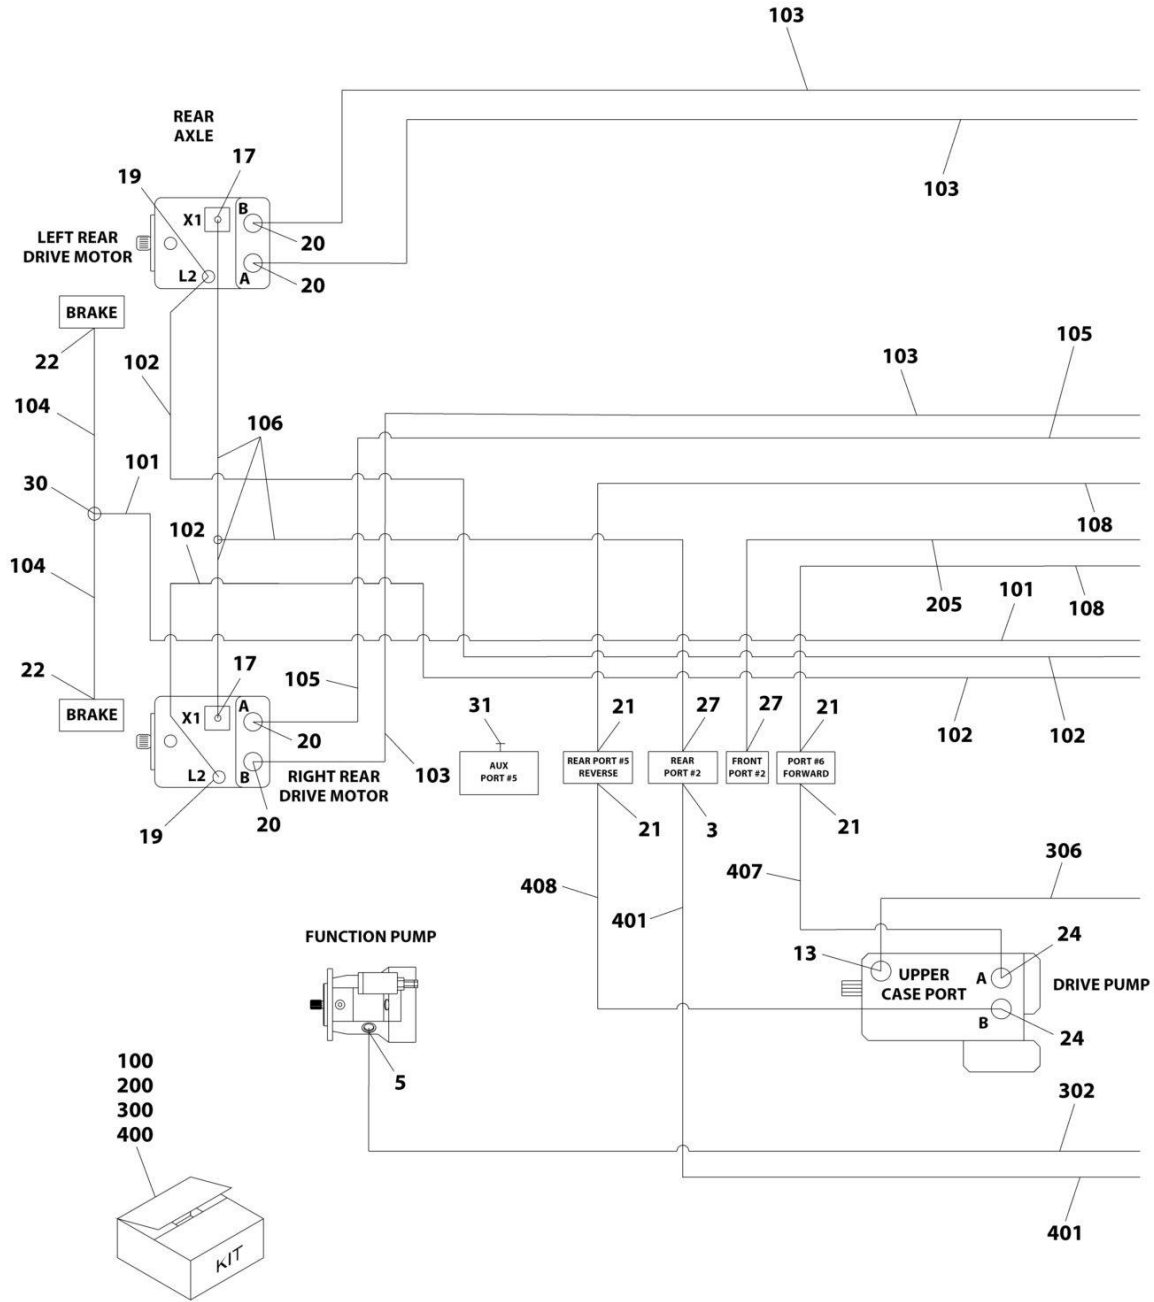 103
REAR
AXLE
17
19
103
X1
B
20
LEFT REAR
DRIVE MOTOR
L2
A
20
BRAKE
22
102
103
105
104
106
101
30
108
102
104
205
108
101
22
BRAKE
17
105
31
21
27
27
21
X1
A
20
102
102
AUX
PORT #5
REAR PORT #5
REVERSE
REAR
PORT #2
FRONT
PORT #2
PORT #6
FORWARD
L2
B
RIGHT REAR
DRIVE MOTOR
103
19
20
21
3
21
408
407
306
401
FUNCTION PUMP
13
24
UPPER
CASE PORT
A
DRIVE PUMP
B
24
5
100
200
300
400
302
401
KIT